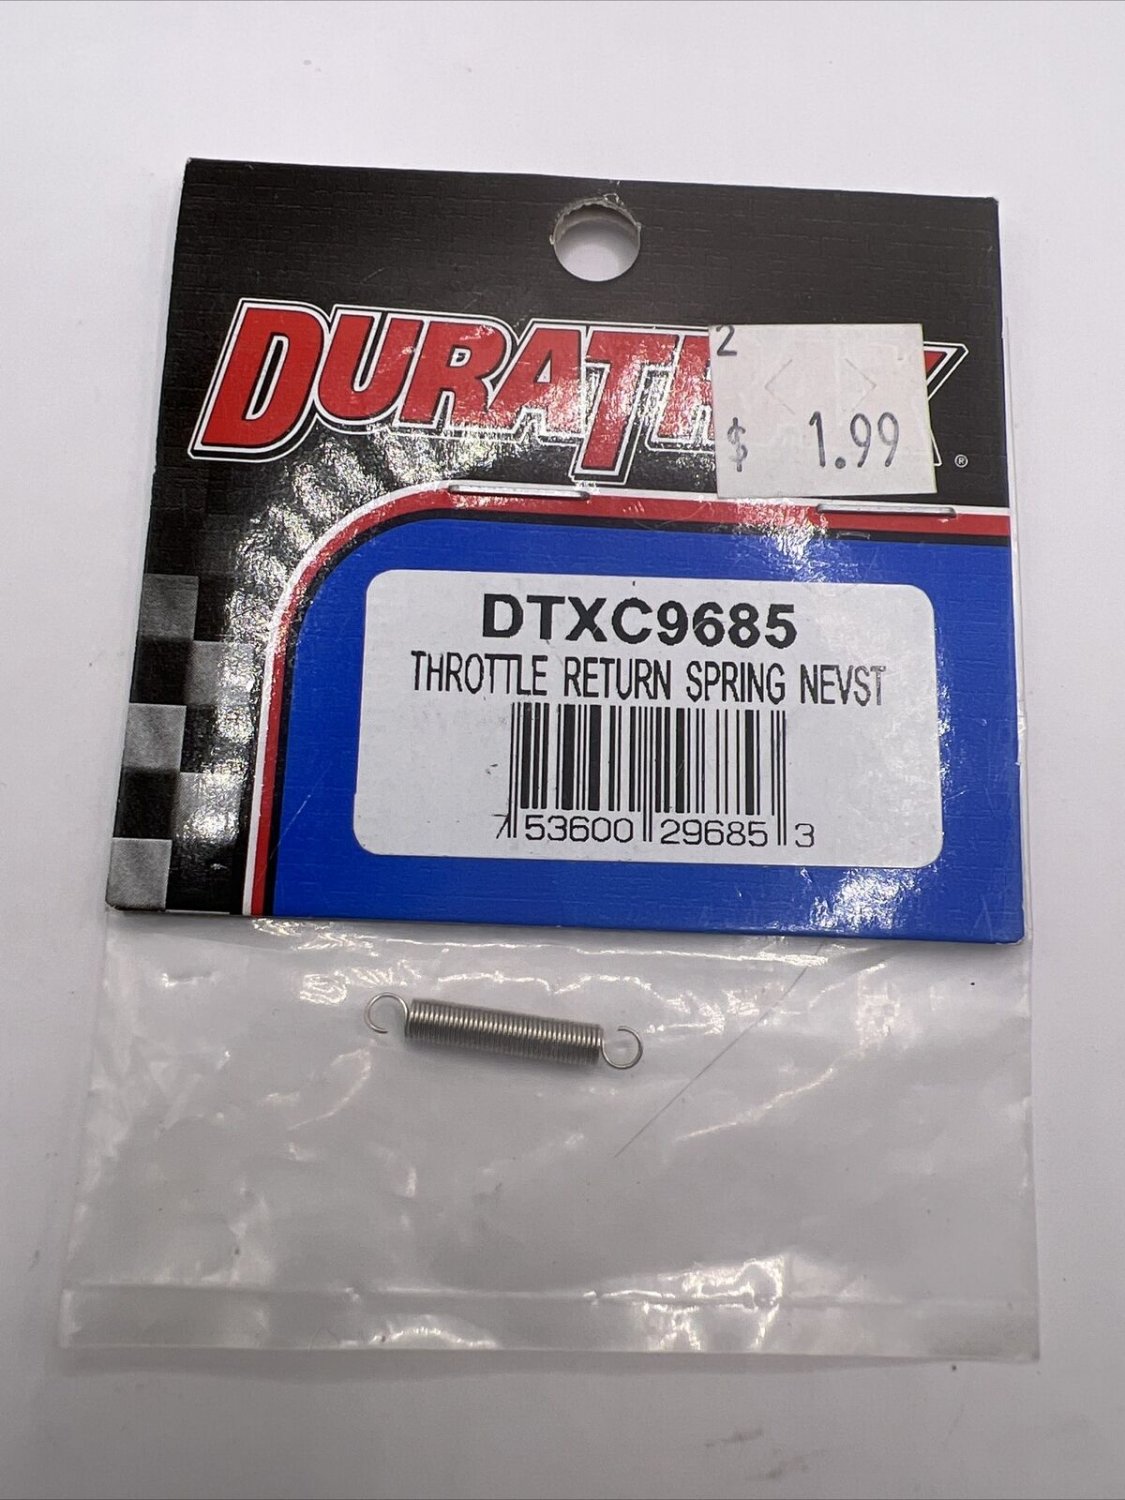 2
$ 1.99
®
DTXC9685
THROTTLE RETURN SPRING NEVST
7 53600 29685 3